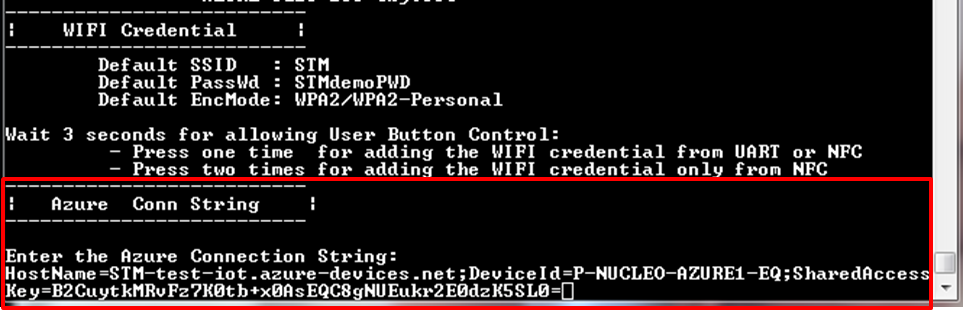 WIFI Credential
Default SSID : STM
Default PassWd : STMdemoPWD
Default EncMode: WPA2/WPA2-Personal
Wait 3 seconds for allowing User Button Control:
- Press one time for adding the WIFI credential from UART or NFC
- Press two times for adding the WIFI credential only from NFC
Azure Conn String
Enter the Azure Connection String:
HostName=STM-test-iot.azure-devices.net;DeviceId=P-NUCLEO-AZURE1-EQ;SharedAccess
Key=B2CuytkMRvFz7K0tb+x0AsEQC8gNUEukr2E0dzK5SL0=